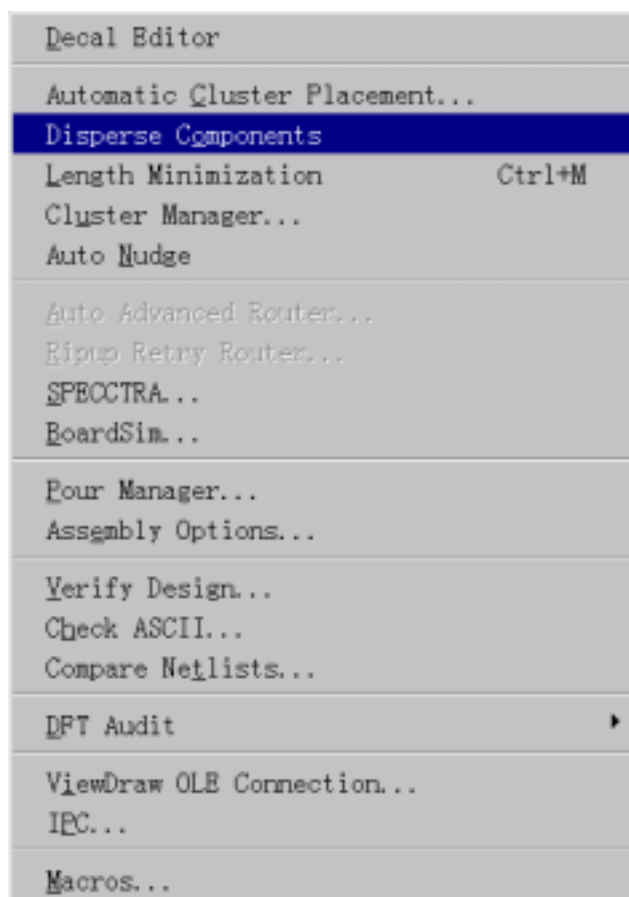 Decal Editor
Automatic Cluster Placement...
Disperse Components
Length Minimization Ctrl+M
Cluster Manager...
Auto Nudge
Auto Advanced Router...
Ripup Retry Router...
SPECCTRA...
BoardSim...
Pour Manager...
Assembly Options...
Verify Design...
Check ASCII...
Compare Netlists...
DFT Audit
ViewDraw OLE Connection...
IPC...
Macros...